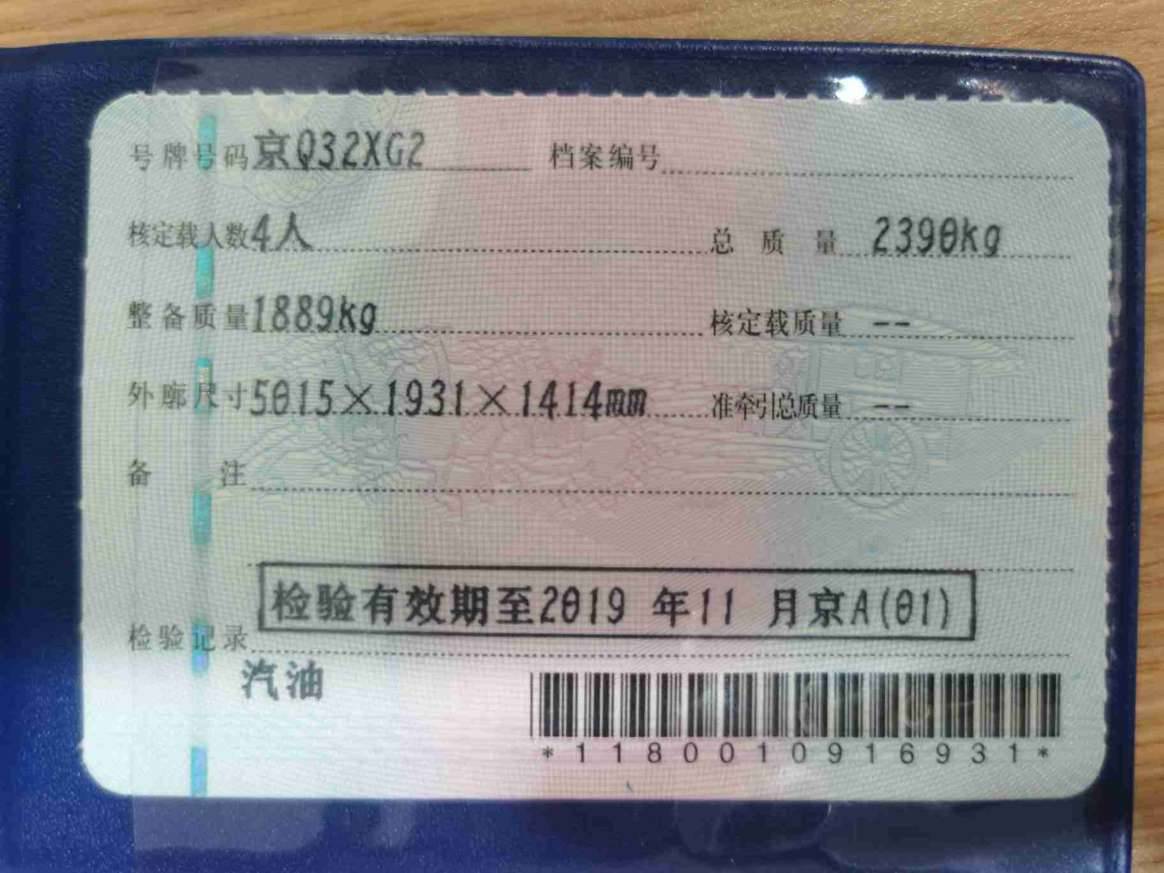 号牌号码京Q32XG2 档案编号
核定载人数4人 总质量 2390kg
整备质量1889kg 核定载质量 --
外廓尺寸5015×1931×1414mm 准牵引总质量 --
备注
检验有效期至2019 年11 月京A(01)
检验记录
汽油
*1180010916931*